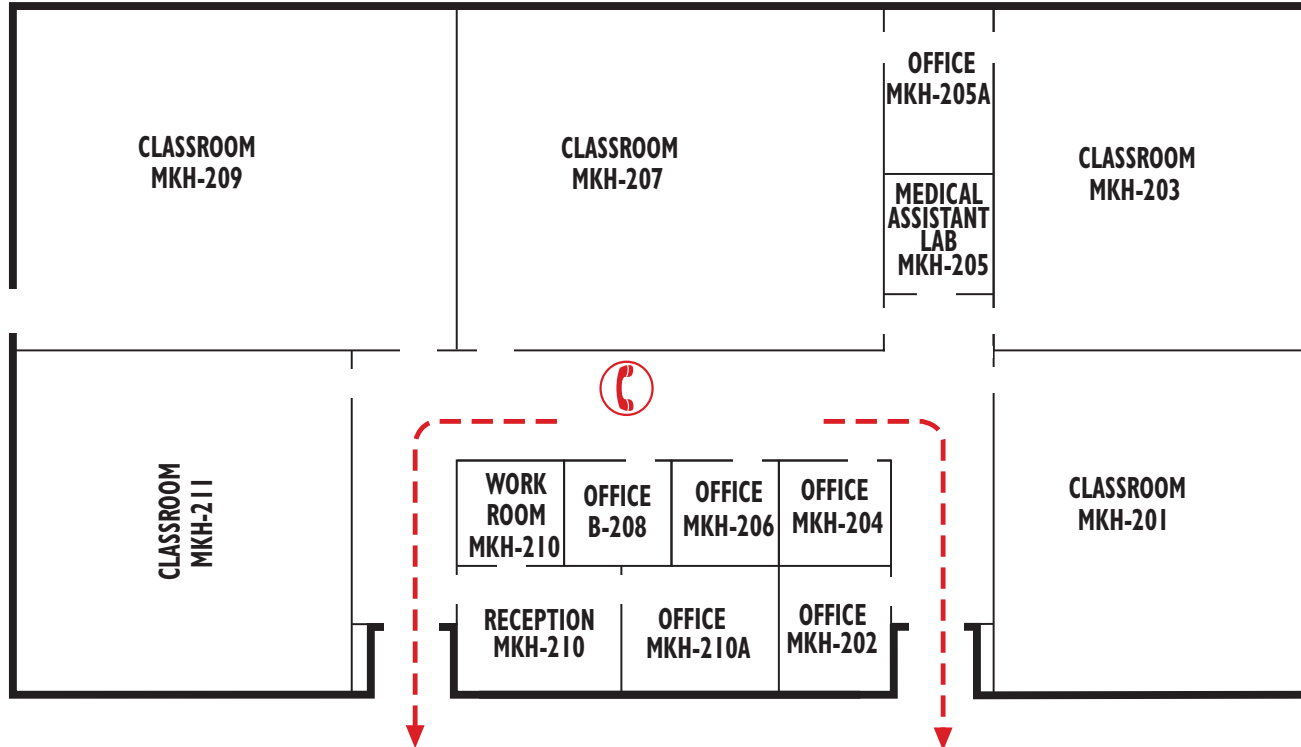 CLASSROOM
MKH-209
CLASSROOM
MKH-207
OFFICE
MKH-205A
MEDICAL
ASSISTANT
LAB
MKH-205
CLASSROOM
MKH-203
CLASSROOM
MKH-211
WORK
ROOM
MKH-210
OFFICE
B-208
OFFICE
MKH-206
OFFICE
MKH-204
CLASSROOM
MKH-201
RECEPTION
MKH-210
OFFICE
MKH-210A
OFFICE
MKH-202